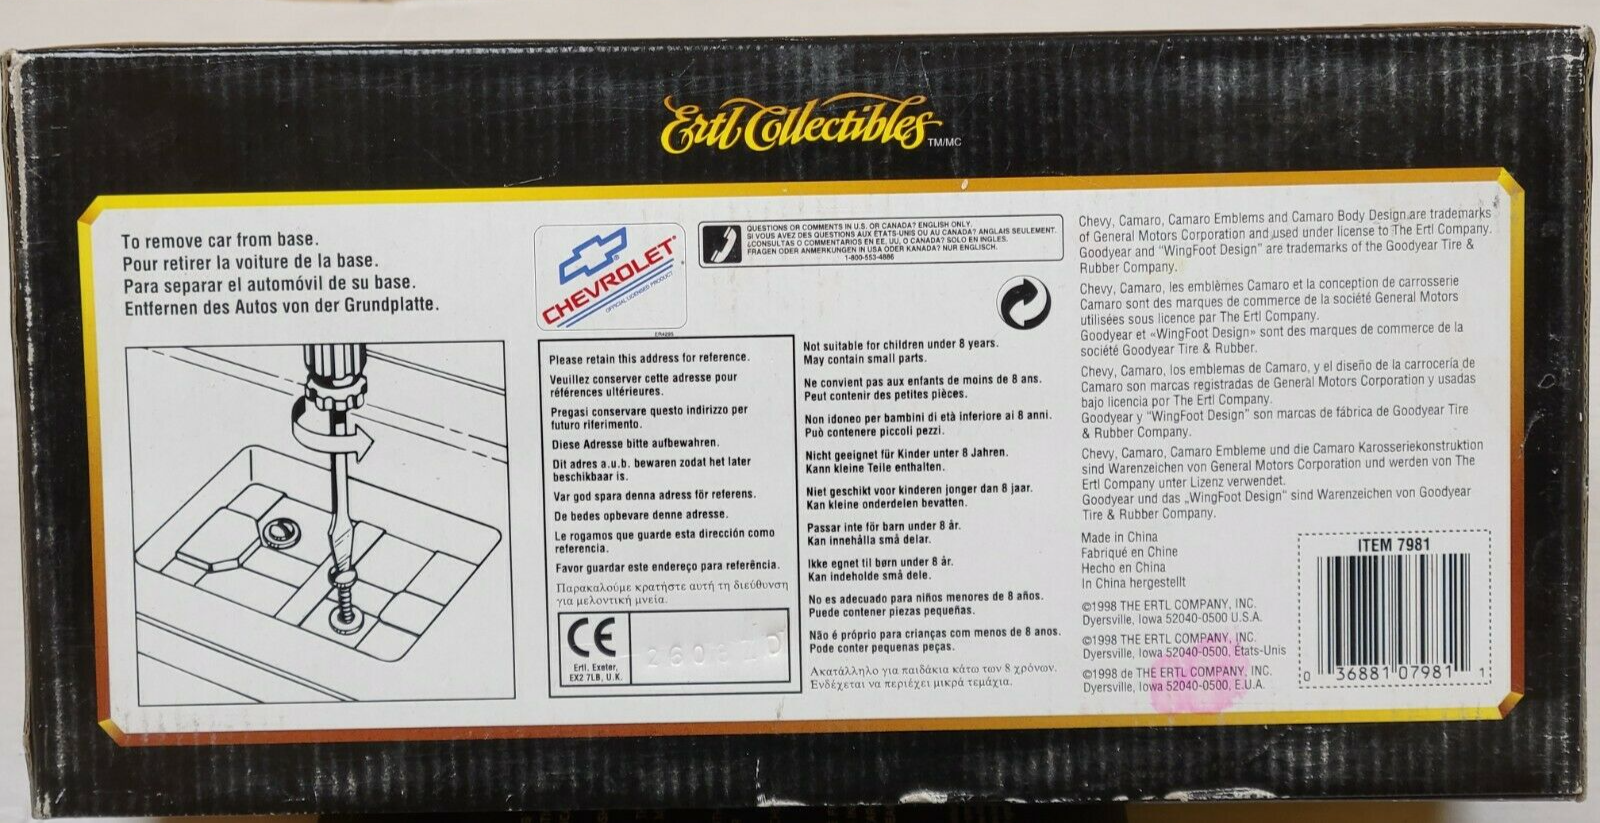 Ertl Collectibles TM/MC
To remove car from base.
Pour retirer la voiture de la base.
Para separar el automóvil de su base.
Entfernen des Autos von der Grundplatte.
CHEVROLET
OFFICIAL LICENSED PRODUCT
QUESTIONS OR COMMENTS IN U.S. OR CANADA? ENGLISH ONLY.
SI VOUS AVEZ DES QUESTIONS AUX ÉTATS-UNIS OU AU CANADA? ANGLAIS SEULEMENT.
¿CONSULTAS O COMMENTARIOS EN EE. UU. O CANADA? SOLO EN INGLES.
FRAGEN ODER ANMERKUNGEN IN USA ODER KANADA? NUR ENGLISCH.
1-800-553-4886
Please retain this address for reference.
Veuillez conserver cette adresse pour
références ultérieures.
Pregasi conservare questo indirizzo per
futuro riferimento.
Diese Adresse bitte aufbewahren.
Dit adres a.u.b. bewaren zodat het later
beschikbaar is.
Var god spara denna adress för referens.
De bedes opbevare denne adresse.
Le rogamos que guarde esta dirección como
referencia.
Favor guardar este endereço para referência.
Παρακαλούμε κρατήστε αυτή τη διεύθυνση
για μελοντική μνεία.
CE
Ertl, Exeter,
EX2 7LB, U.K.
Not suitable for children under 8 years.
May contain small parts.
Ne convient pas aux enfants de moins de 8 ans.
Peut contenir des petites pièces.
Non idoneo per bambini di età inferiore ai 8 anni.
Può contenere piccoli pezzi.
Nicht geeignet für Kinder unter 8 Jahren.
Kann kleine Teile enthalten.
Niet geschikt voor kinderen jonger dan 8 jaar.
Kan kleine onderdelen bevatten.
Passar inte för barn under 8 år.
Kan innehålla små delar.
Ikke egnet til børn under 8 år.
Kan indeholde små dele.
No es adecuado para niños menores de 8 años.
Puede contener piezas pequeñas.
Não é próprio para crianças com menos de 8 anos.
Pode conter pequenas peças.
Ακατάλληλο για παιδάκια κάτω των 8 χρόνων.
Ενδέχεται να περιέχει μικρά τεμάχια.
Chevy, Camaro, Camaro Emblems and Camaro Body Design are trademarks
of General Motors Corporation and used under license to The Ertl Company.
Goodyear and "WingFoot Design" are trademarks of the Goodyear Tire &
Rubber Company.
Chevy, Camaro, les emblèmes Camaro et la conception de carrosserie
Camaro sont des marques de commerce de la société General Motors
utilisées sous licence par The Ertl Company.
Goodyear et «WingFoot Design» sont des marques de commerce de la
société Goodyear Tire & Rubber.
Chevy, Camaro, los emblemas de Camaro, y el diseño de la carrocería de
Camaro son marcas registradas de General Motors Corporation y usadas
bajo licencia por The Ertl Company.
Goodyear y "WingFoot Design" son marcas de fábrica de Goodyear Tire
& Rubber Company.
Chevy, Camaro, Camaro Embleme und die Camaro Karosseriekonstruktion
sind Warenzeichen von General Motors Corporation und werden von The
Ertl Company unter Lizenz verwendet.
Goodyear und das „WingFoot Design" sind Warenzeichen von Goodyear
Tire & Rubber Company.
Made in China
Fabriqué en Chine
Hecho en China
In China hergestellt
©1998 THE ERTL COMPANY, INC.
Dyersville, Iowa 52040-0500 U.S.A.
©1998 THE ERTL COMPANY, INC.
Dyersville, Iowa 52040-0500, États-Unis
©1998 de THE ERTL COMPANY, INC.
Dyersville, Iowa 52040-0500, E.U.A.
ITEM 7981
0 36881 07981 1